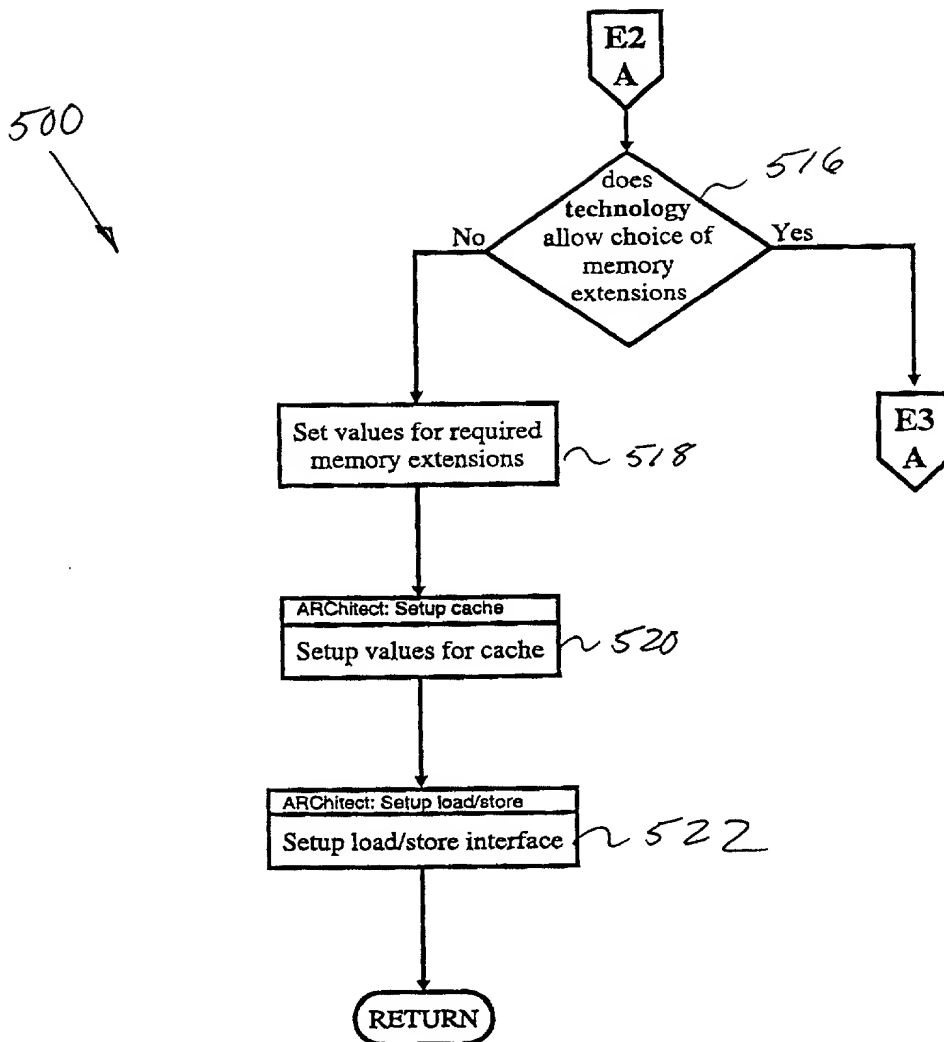 E2
A
500
516
does
technology
allow choice of
memory
extensions
No
Yes
E3
A
Set values for required
memory extensions
518
ARChitect: Setup cache
Setup values for cache
520
ARChitect: Setup load/store
Setup load/store interface
522
RETURN